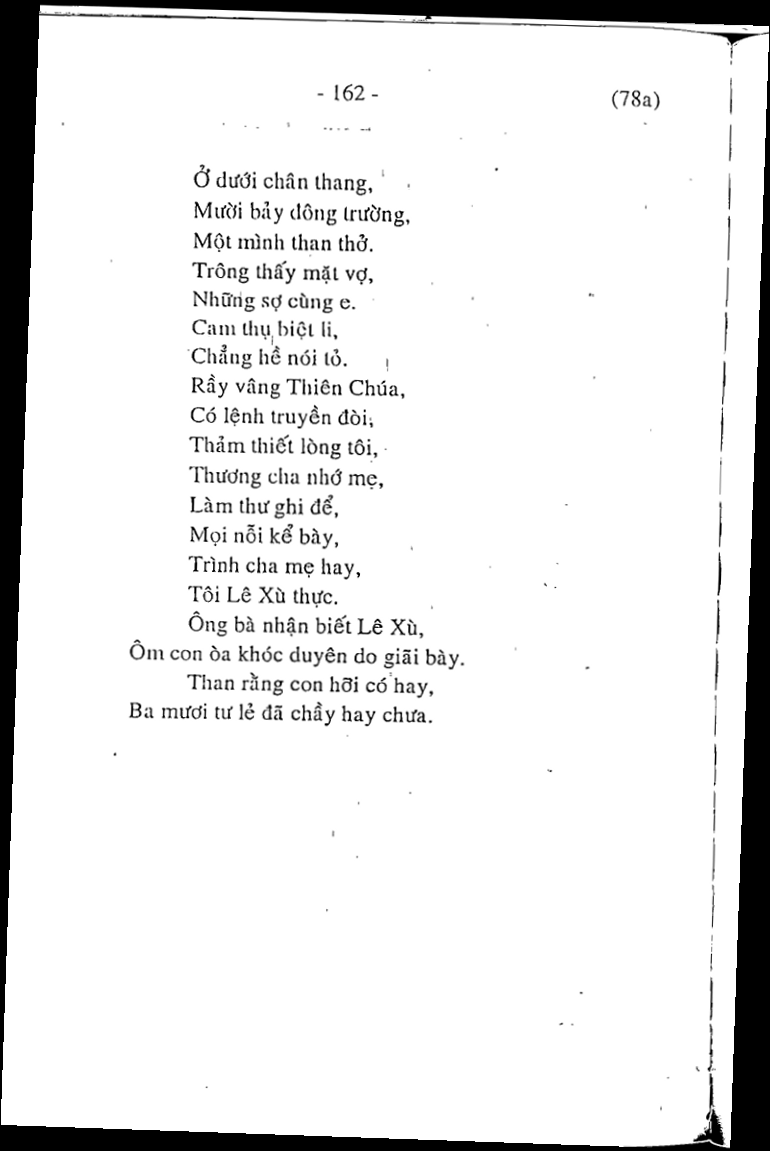 - 162 -
(78a)
Ở dưới chân thang,
Mười bảy đông trường,
Một mình than thở.
Trông thấy mặt vợ,
Những sợ cùng e.
Cam thụ biệt li,
Chẳng hề nói tỏ.
Rầy vâng Thiên Chúa,
Có lệnh truyền đòi,
Thảm thiết lòng tôi,
Thương cha nhớ mẹ,
Làm thư ghi để,
Mọi nỗi kể bày,
Trình cha mẹ hay,
Tôi Lê Xù thực.
Ông bà nhận biết Lê Xù,
Ôm con òa khóc duyên do giãi bày.
Than rằng con hỡi có hay,
Ba mươi tư lẻ đã chầy hay chưa.